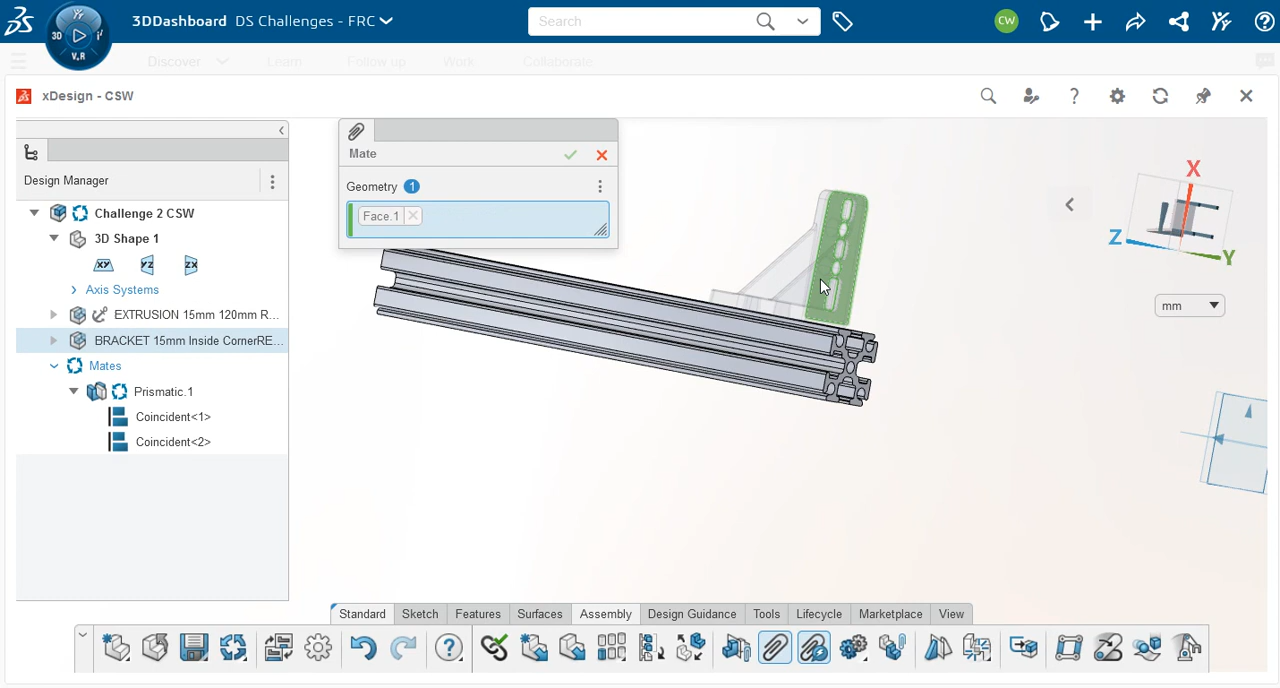 3DDashboard DS Challenges - FRC
Search
CW
3D
V,R
Discover
Learn
Follow up
Work
Collaborate
xDesign - CSW
Design Manager
Challenge 2 CSW
3D Shape 1
XY
YZ
ZX
Axis Systems
EXTRUSION 15mm 120mm R...
BRACKET 15mm Inside CornerRE...
Mates
Prismatic.1
Coincident<1>
Coincident<2>
Mate
Geometry 1
Face.1
X
Z
Y
mm
Standard Sketch Features Surfaces Assembly Design Guidance Tools Lifecycle Marketplace View